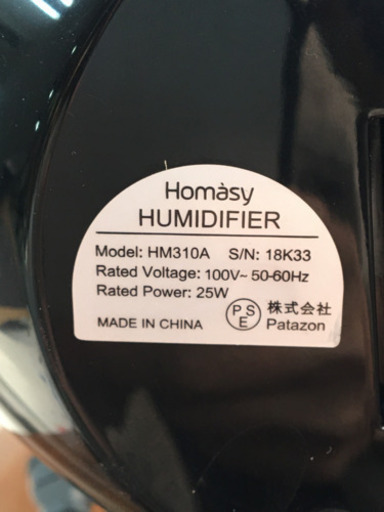 Homasy
HUMIDIFIER
Model: HM310A S/N: 18K33
Rated Voltage: 100V~ 50-60Hz
Rated Power: 25W
MADE IN CHINA
PSE
株式会社
Patazon